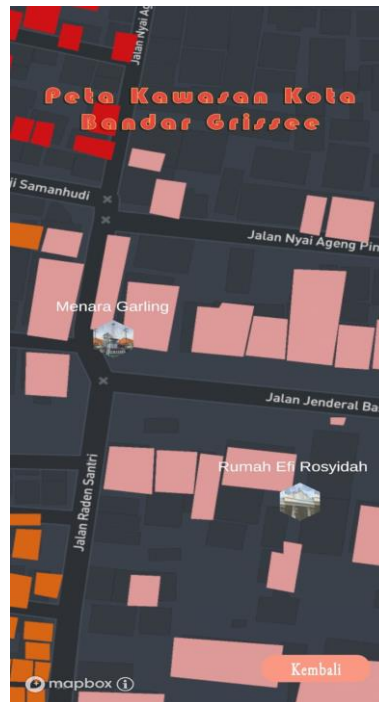 Jalan Nyai Ag
Peta Kawasan Kota
Bandar Grissee
ji Samanhudi
Jalan Nyai Ageng Pin
Menara Garling
Jalan Jenderal Ba
Rumah Efi Rosyidah
Jalan Raden Santri
Kembali
mapbox